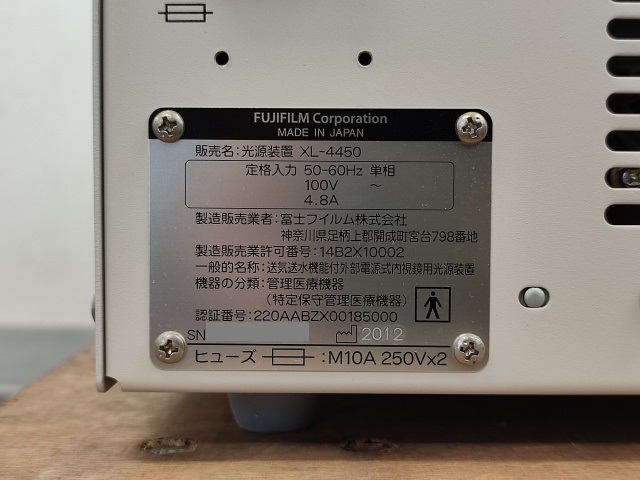 FUJIFILM Corporation
MADE IN JAPAN
販売名:光源装置 XL-4450
定格入力 50-60Hz 単相
100V ～
4.8A
製造販売業者:富士フイルム株式会社
神奈川県足柄上郡開成町宮台798番地
製造販売業許可番号:14B2X10002
一般的名称:送気送水機能付外部電源式内視鏡用光源装置
機器の分類:管理医療機器
(特定保守管理医療機器)
認証番号:220AABZX00185000
SN 2012
ヒューズ :M10A 250V×2